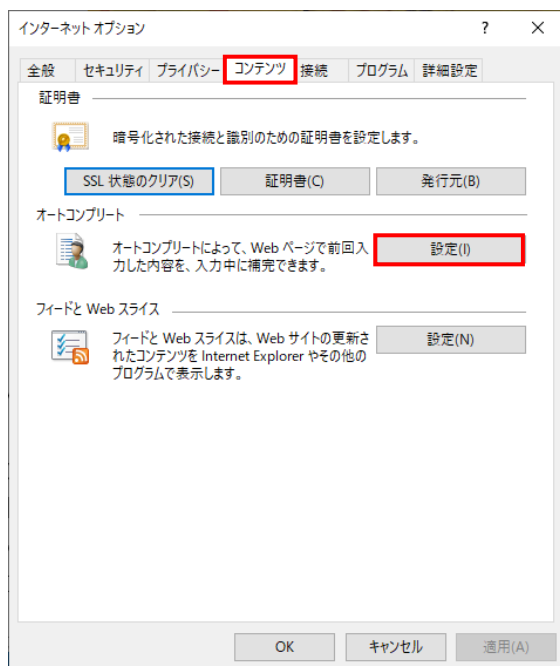 インターネット オプション ? ×
全般 セキュリティ プライバシー コンテンツ 接続 プログラム 詳細設定
証明書
暗号化された接続と識別のための証明書を設定します。
SSL 状態のクリア(S) 証明書(C) 発行元(B)
オートコンプリート
オートコンプリートによって、Web ページで前回入
力した内容を、入力中に補完できます。
設定(I)
フィードと Web スライス
フィードと Web スライスは、Web サイトの更新さ
れたコンテンツを Internet Explorer やその他の
プログラムで表示します。
設定(N)
OK キャンセル 適用(A)